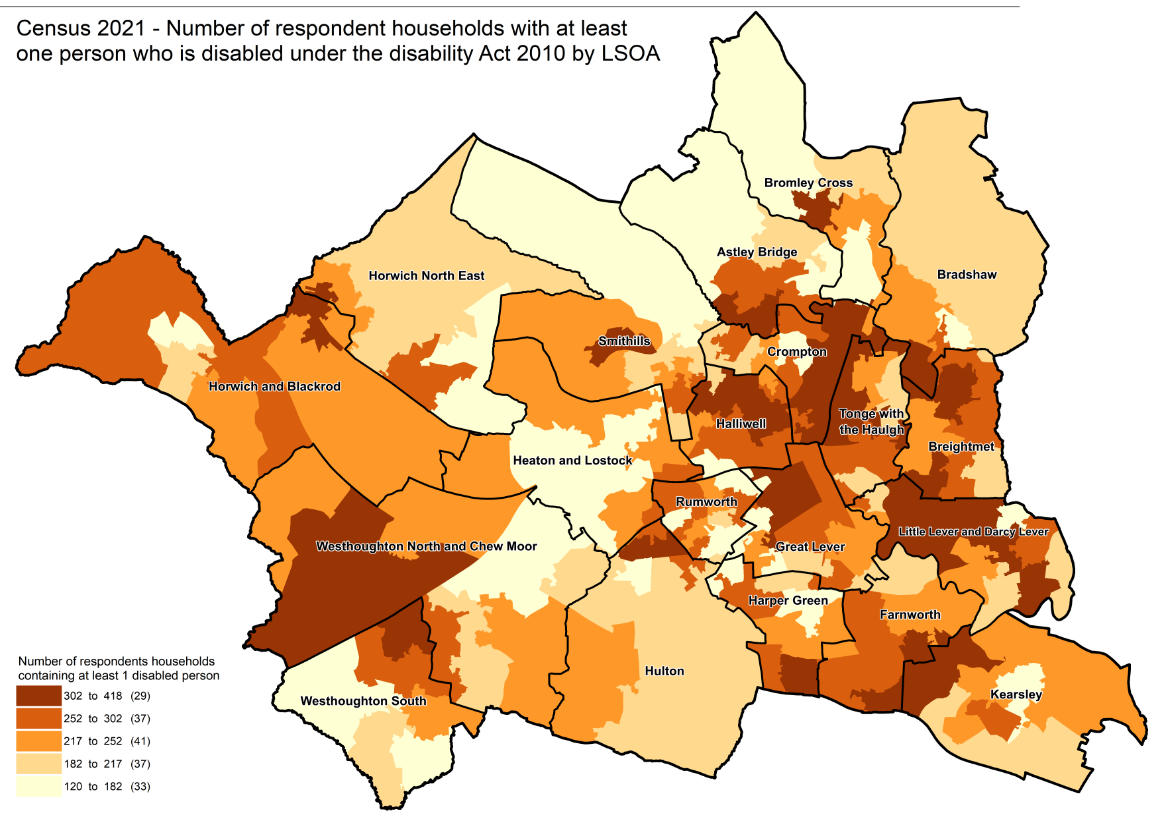 Census 2021 - Number of respondent households with at least
one person who is disabled under the disability Act 2010 by LSOA
Bromley Cross
Astley Bridge
Horwich North East
Bradshaw
Smithills
Crompton
Horwich and Blackrod
Halliwell
Tonge with
the Haulgh
Breightmet
Heaton and Lostock
Rumworth
Little Lever and Darcy Lever
Westhoughton North and Chew Moor
Great Lever
Harper Green
Farnworth
Hulton
Kearsley
Westhoughton South
Number of respondents households
containing at least 1 disabled person
302 to 418 (29)
252 to 302 (37)
217 to 252 (41)
182 to 217 (37)
120 to 182 (33)